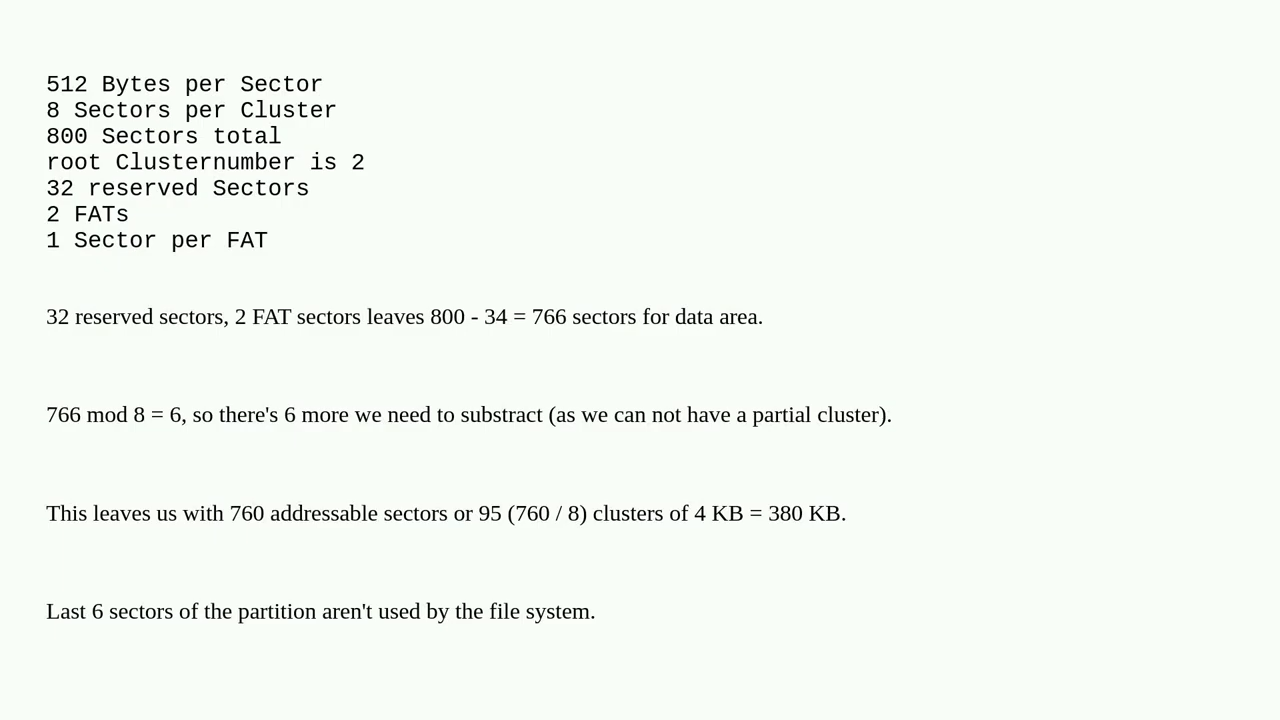 512 Bytes per Sector
8 Sectors per Cluster
800 Sectors total
root Clusternumber is 2
32 reserved Sectors
2 FATs
1 Sector per FAT
32 reserved sectors, 2 FAT sectors leaves 800 - 34 = 766 sectors for data area.
766 mod 8 = 6, so there's 6 more we need to substract (as we can not have a partial cluster).
This leaves us with 760 addressable sectors or 95 (760 / 8) clusters of 4 KB = 380 KB.
Last 6 sectors of the partition aren't used by the file system.